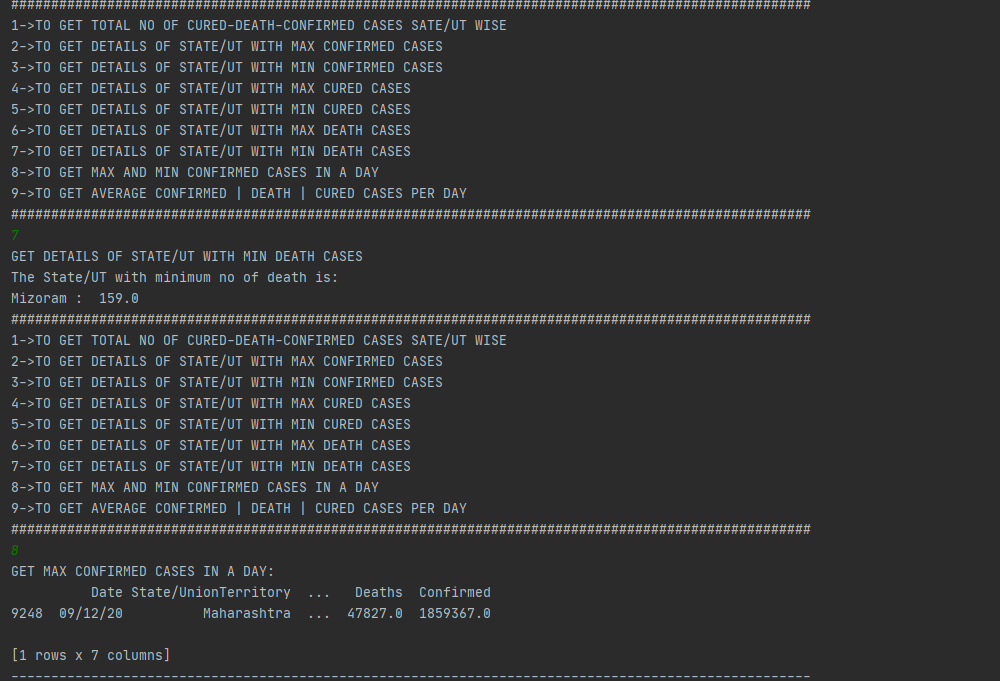 ####################################################################################################
1->TO GET TOTAL NO OF CURED-DEATH-CONFIRMED CASES SATE/UT WISE
2->TO GET DETAILS OF STATE/UT WITH MAX CONFIRMED CASES
3->TO GET DETAILS OF STATE/UT WITH MIN CONFIRMED CASES
4->TO GET DETAILS OF STATE/UT WITH MAX CURED CASES
5->TO GET DETAILS OF STATE/UT WITH MIN CURED CASES
6->TO GET DETAILS OF STATE/UT WITH MAX DEATH CASES
7->TO GET DETAILS OF STATE/UT WITH MIN DEATH CASES
8->TO GET MAX AND MIN CONFIRMED CASES IN A DAY
9->TO GET AVERAGE CONFIRMED | DEATH | CURED CASES PER DAY
####################################################################################################
7
GET DETAILS OF STATE/UT WITH MIN DEATH CASES
The State/UT with minimum no of death is:
Mizoram :  159.0
####################################################################################################
1->TO GET TOTAL NO OF CURED-DEATH-CONFIRMED CASES SATE/UT WISE
2->TO GET DETAILS OF STATE/UT WITH MAX CONFIRMED CASES
3->TO GET DETAILS OF STATE/UT WITH MIN CONFIRMED CASES
4->TO GET DETAILS OF STATE/UT WITH MAX CURED CASES
5->TO GET DETAILS OF STATE/UT WITH MIN CURED CASES
6->TO GET DETAILS OF STATE/UT WITH MAX DEATH CASES
7->TO GET DETAILS OF STATE/UT WITH MIN DEATH CASES
8->TO GET MAX AND MIN CONFIRMED CASES IN A DAY
9->TO GET AVERAGE CONFIRMED | DEATH | CURED CASES PER DAY
####################################################################################################
8
GET MAX CONFIRMED CASES IN A DAY:
          Date State/UnionTerritory  ...   Deaths  Confirmed
9248  09/12/20          Maharashtra  ...  47827.0  1859367.0

[1 rows x 7 columns]
----------------------------------------------------------------------------------------------------